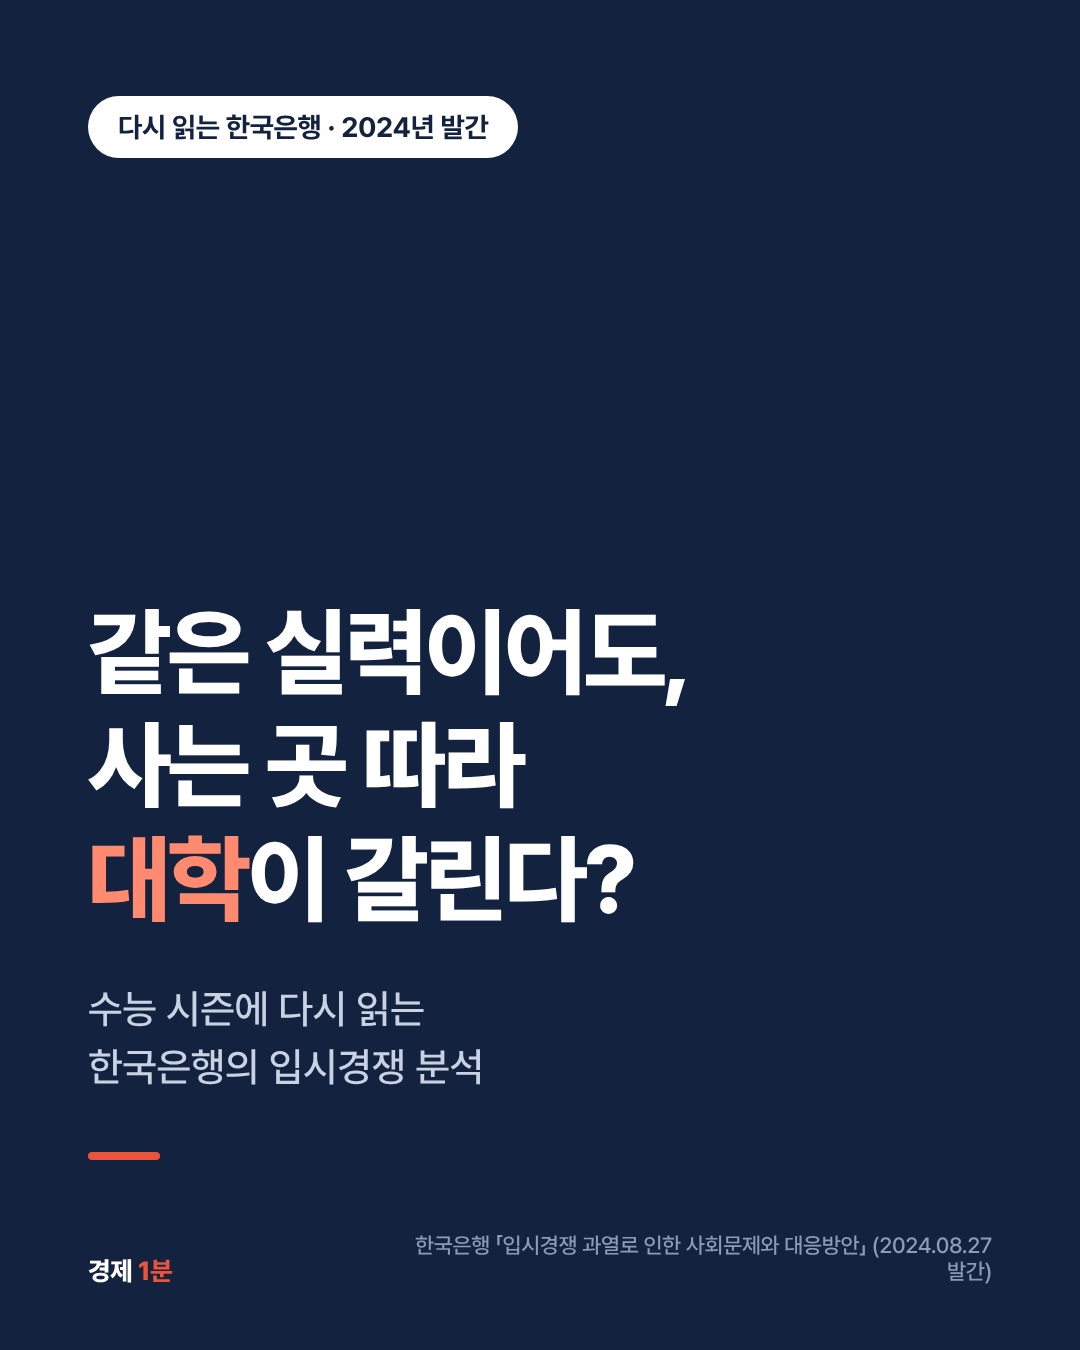 다시 읽는 한국은행 · 2024년 발간
같은 실력이어도,
사는 곳 따라
대학이 갈린다?
수능 시즌에 다시 읽는
한국은행의 입시경쟁 분석
경제 1분
한국은행 「입시경쟁 과열로 인한 사회문제와 대응방안」 (2024.08.27
발간)